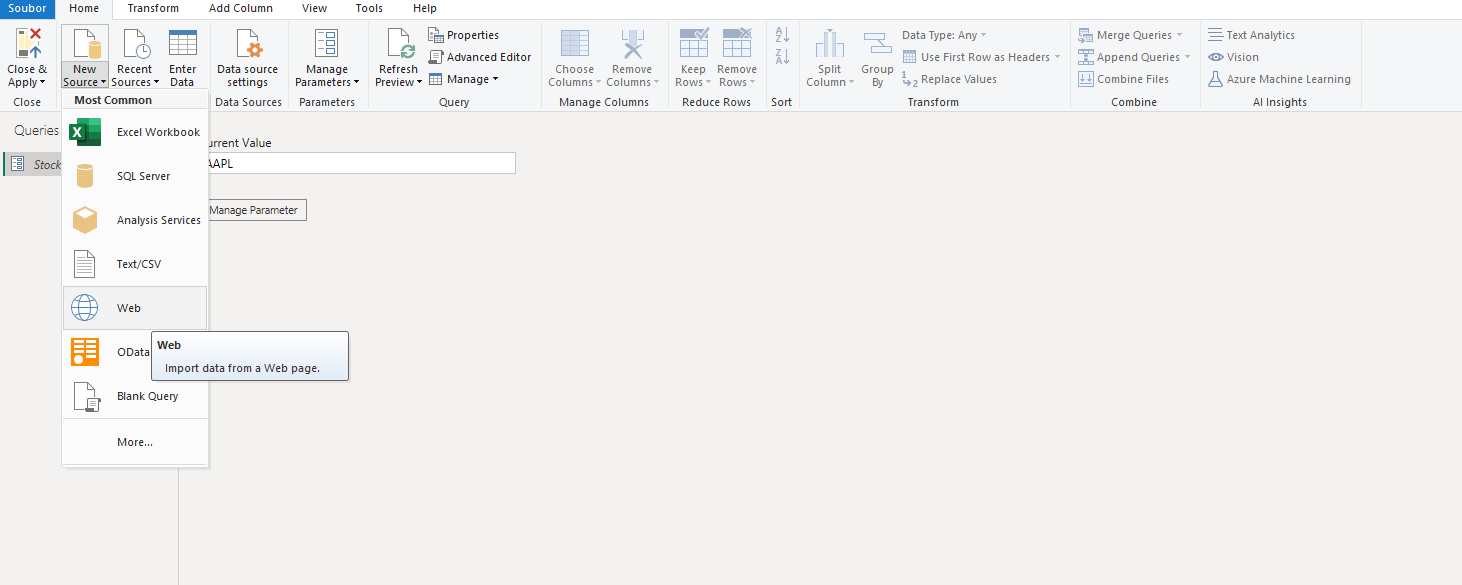 Soubor Home Transform Add Column View Tools Help
Close & Apply
New Source
Recent Sources
Enter Data
Data source settings
Manage Parameters
Refresh Preview
Properties
Advanced Editor
Manage
Choose Columns
Remove Columns
Keep Rows
Remove Rows
A
Z
Z
A
Split Column
Group By
Data Type: Any
Use First Row as Headers
1
2
Replace Values
Merge Queries
Append Queries
Combine Files
Text Analytics
Vision
Azure Machine Learning
Close
Data Sources
Parameters
Query
Manage Columns
Reduce Rows
Sort
Transform
Combine
AI Insights
Most Common
Excel Workbook
SQL Server
Analysis Services
Text/CSV
Web
OData
Blank Query
More...
Web
Import data from a Web page.
Queries
Stock
urrent Value
AAPL
Manage Parameter